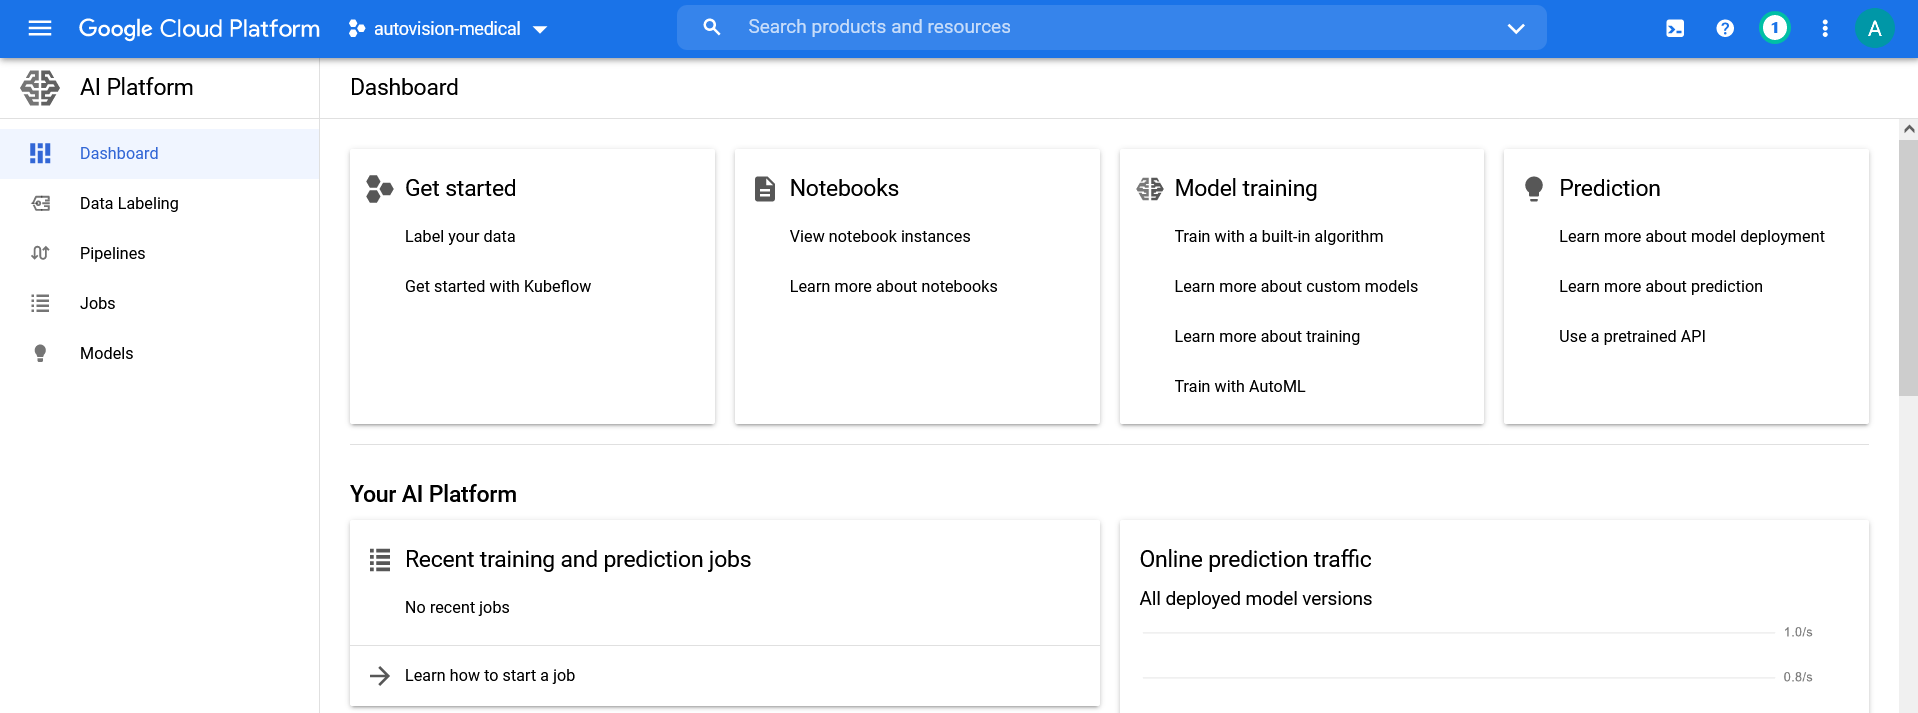 Google Cloud Platform
autovision-medical
Search products and resources
1
A
AI Platform
Dashboard
Dashboard
Data Labeling
Pipelines
Jobs
Models
Get started
Label your data
Get started with Kubeflow
Notebooks
View notebook instances
Learn more about notebooks
Model training
Train with a built-in algorithm
Learn more about custom models
Learn more about training
Train with AutoML
Prediction
Learn more about model deployment
Learn more about prediction
Use a pretrained API
Your AI Platform
Recent training and prediction jobs
No recent jobs
Learn how to start a job
Online prediction traffic
All deployed model versions
1.0/s
0.8/s